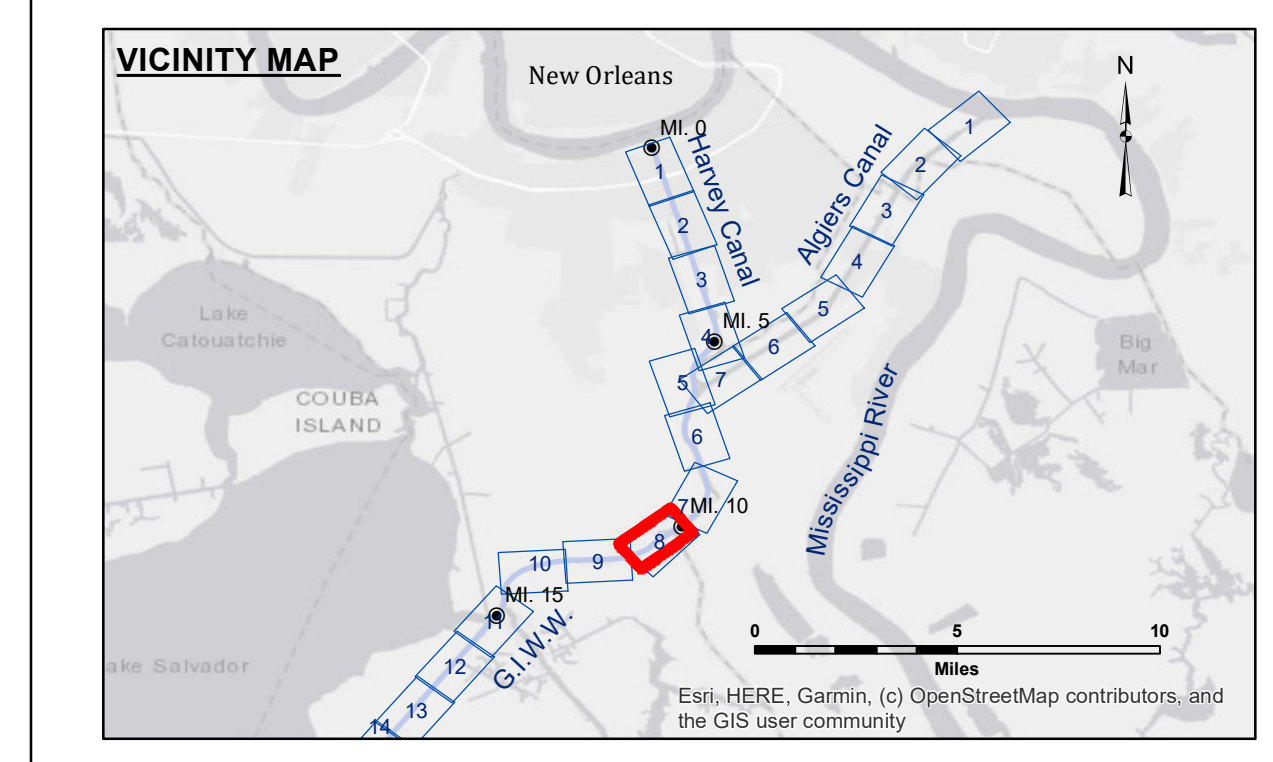 VICINITY MAP
New Orleans
N
MI. 0
1
2
3
4
MI. 5
Harvey Canal
Algiers Canal
1
2
3
4
5
6
7
Lake
Catouatchie
COUBA
ISLAND
Big
Mar
Mississippi River
5
6
7
MI. 10
8
9
10
MI. 15
11
G.I.W.W.
12
13
14
ake Salvador
0 5 10
Miles
Esri, HERE, Garmin, (c) OpenStreetMap contributors, and
the GIS user community